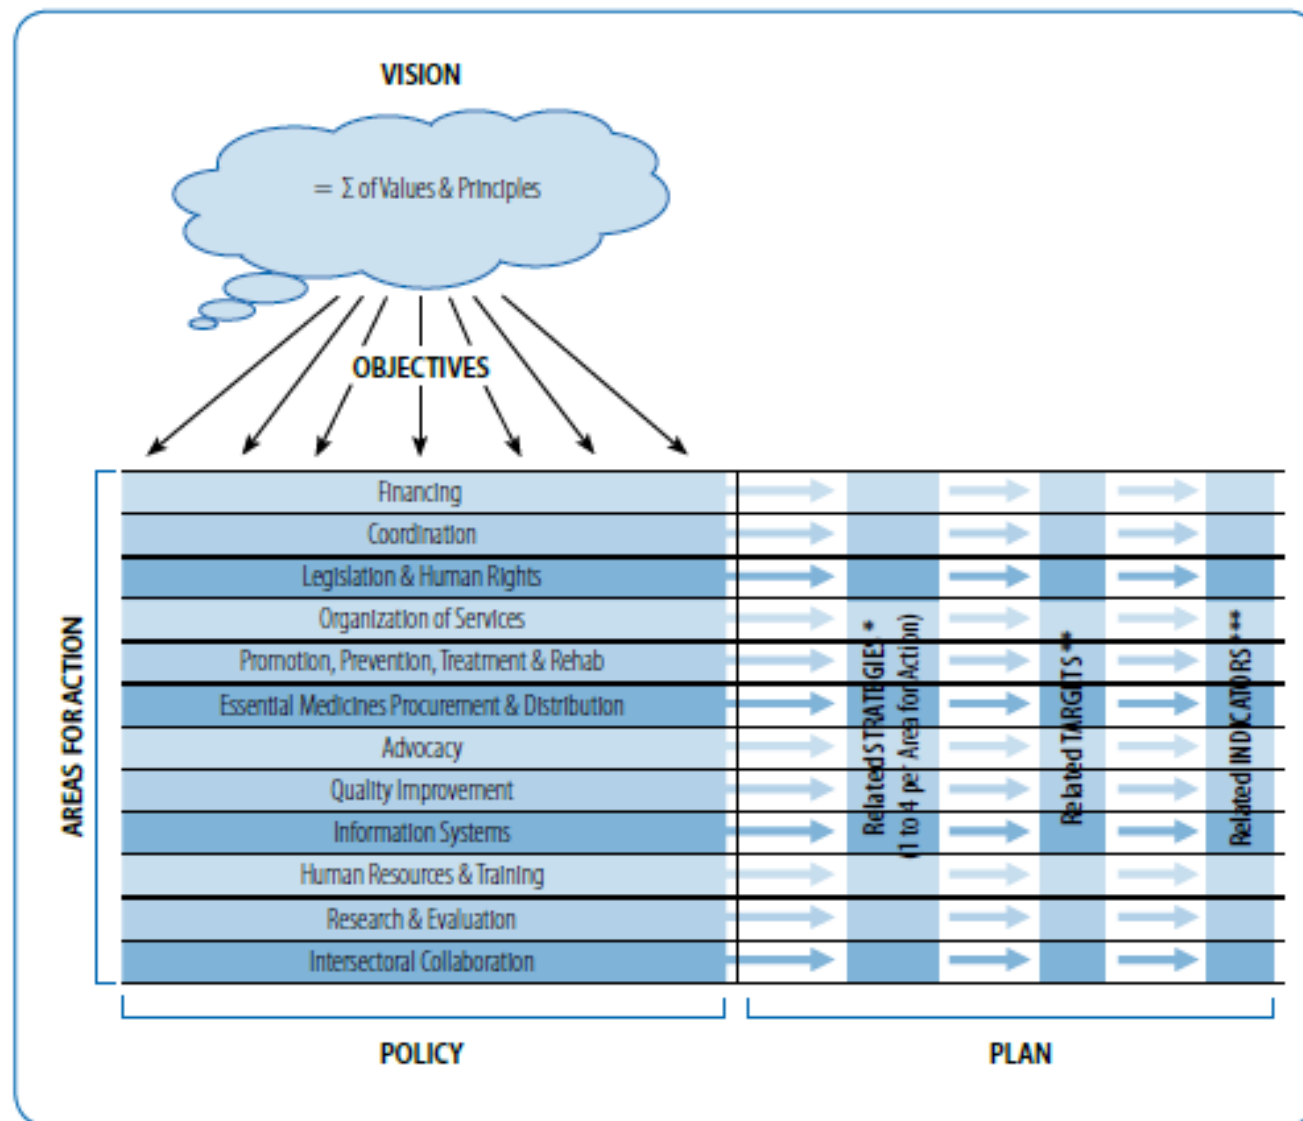 VISION
= Σ of Values & Principles
OBJECTIVES
AREAS FOR ACTION
Financing
Coordination
Legislation & Human Rights
Organization of Services
Promotion, Prevention, Treatment & Rehab
Essential Medicines Procurement & Distribution
Advocacy
Quality Improvement
Information Systems
Human Resources & Training
Research & Evaluation
Intersectoral Collaboration
Related STRATEGIES *
(1 to 4 per Area for Action)
Related TARGETS **
Related INDICATORS ***
POLICY
PLAN